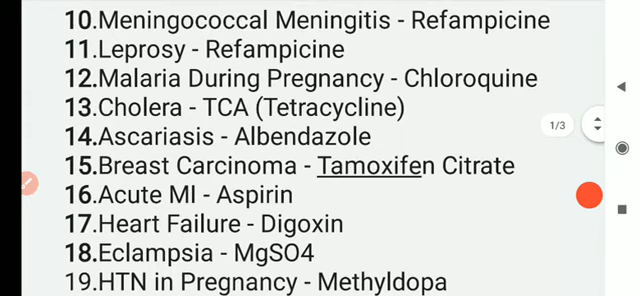 10.Meningococcal Meningitis - Refampicine
11.Leprosy - Refampicine
12.Malaria During Pregnancy - Chloroquine
13.Cholera - TCA (Tetracycline)
1/3
14.Ascariasis - Albendazole
15.Breast Carcinoma - Tamoxifen Citrate
16.Acute MI - Aspirin
17.Heart Failure - Digoxin
18.Eclampsia - MgSO4
19.HTN in Pregnancy - Methyldopa